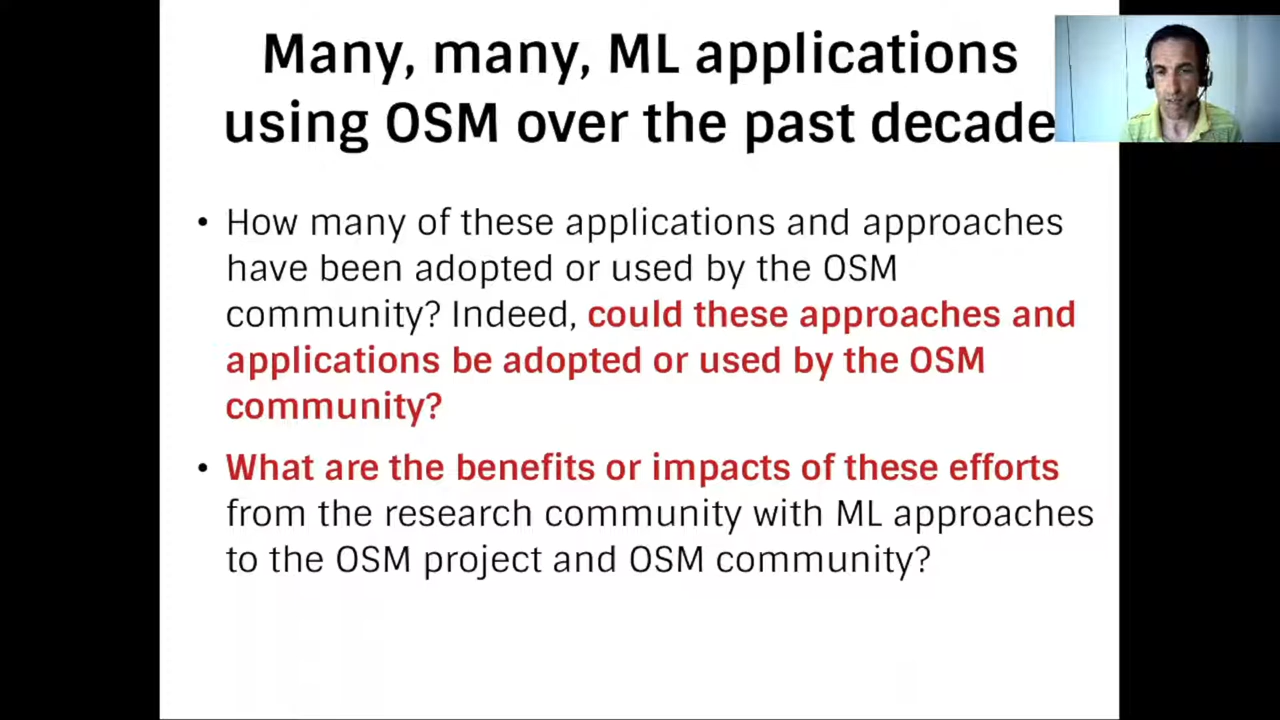 Many, many, ML applications
using OSM over the past decade
• How many of these applications and approaches
have been adopted or used by the OSM
community? Indeed, could these approaches and
applications be adopted or used by the OSM
community?
• What are the benefits or impacts of these efforts
from the research community with ML approaches
to the OSM project and OSM community?